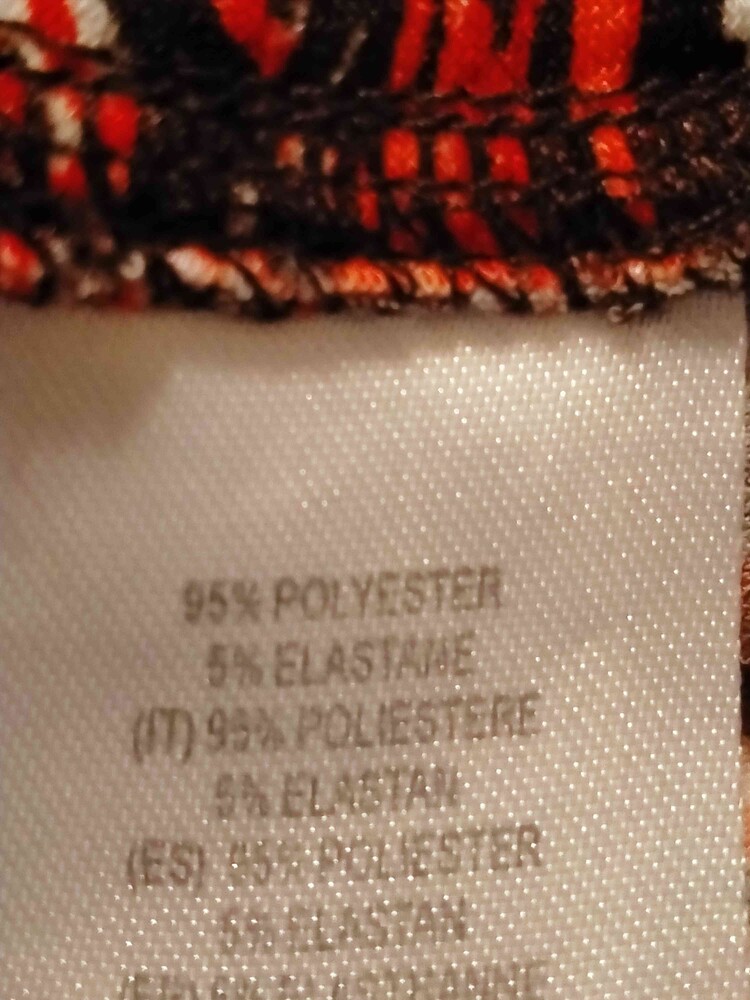 95% POLYESTER
5% ELASTANE
(IT) 95% POLIESTERE
5% ELASTAN
(ES) 95% POLIESTER
5% ELASTAN